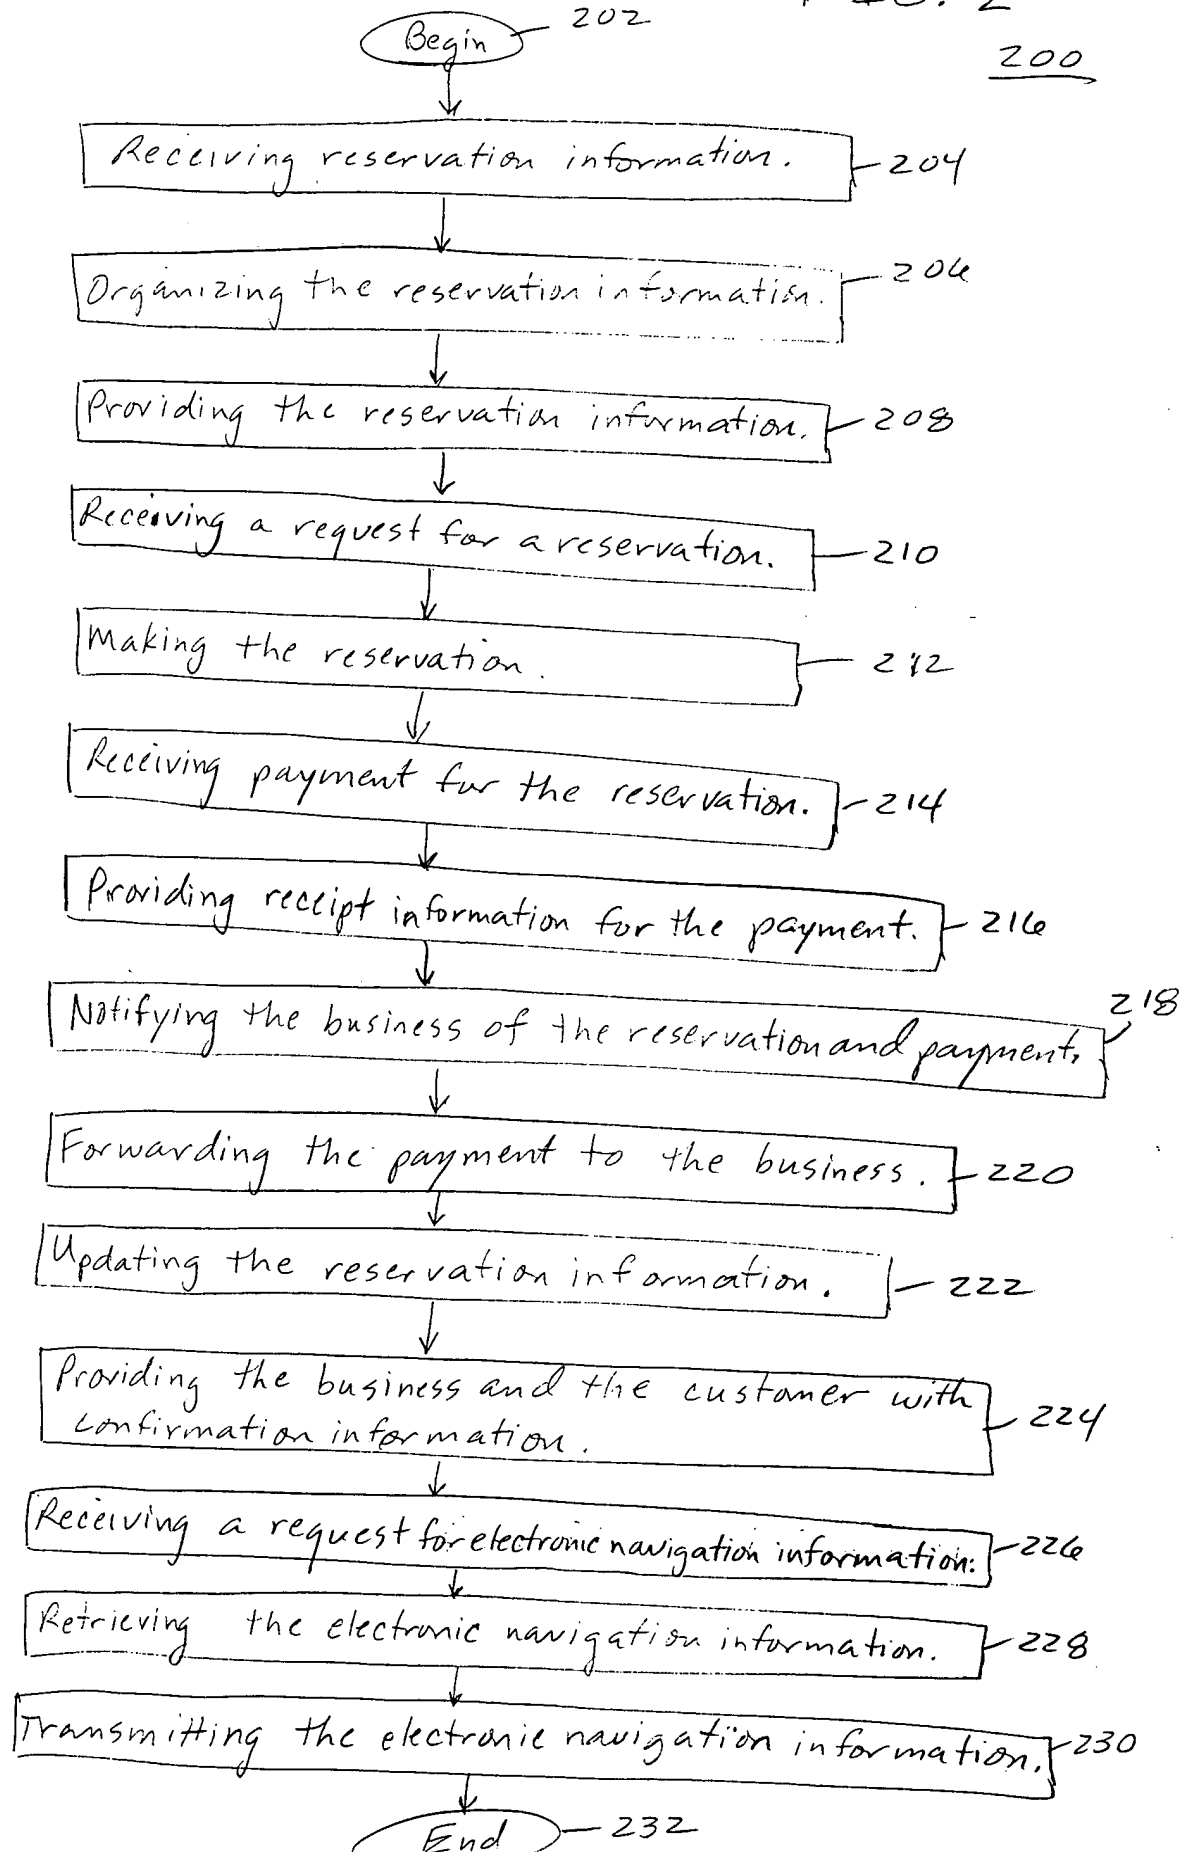 FIG. 2
200
Begin 202
Receiving reservation information. 204
Organizing the reservation information. 206
Providing the reservation information. 208
Receiving a request for a reservation. 210
Making the reservation. 212
Receiving payment for the reservation. 214
Providing receipt information for the payment. 216
Notifying the business of the reservation and payment. 218
Forwarding the payment to the business. 220
Updating the reservation information. 222
Providing the business and the customer with
confirmation information. 224
Receiving a request for electronic navigation information. 226
Retrieving the electronic navigation information. 228
Transmitting the electronic navigation information. 230
End 232